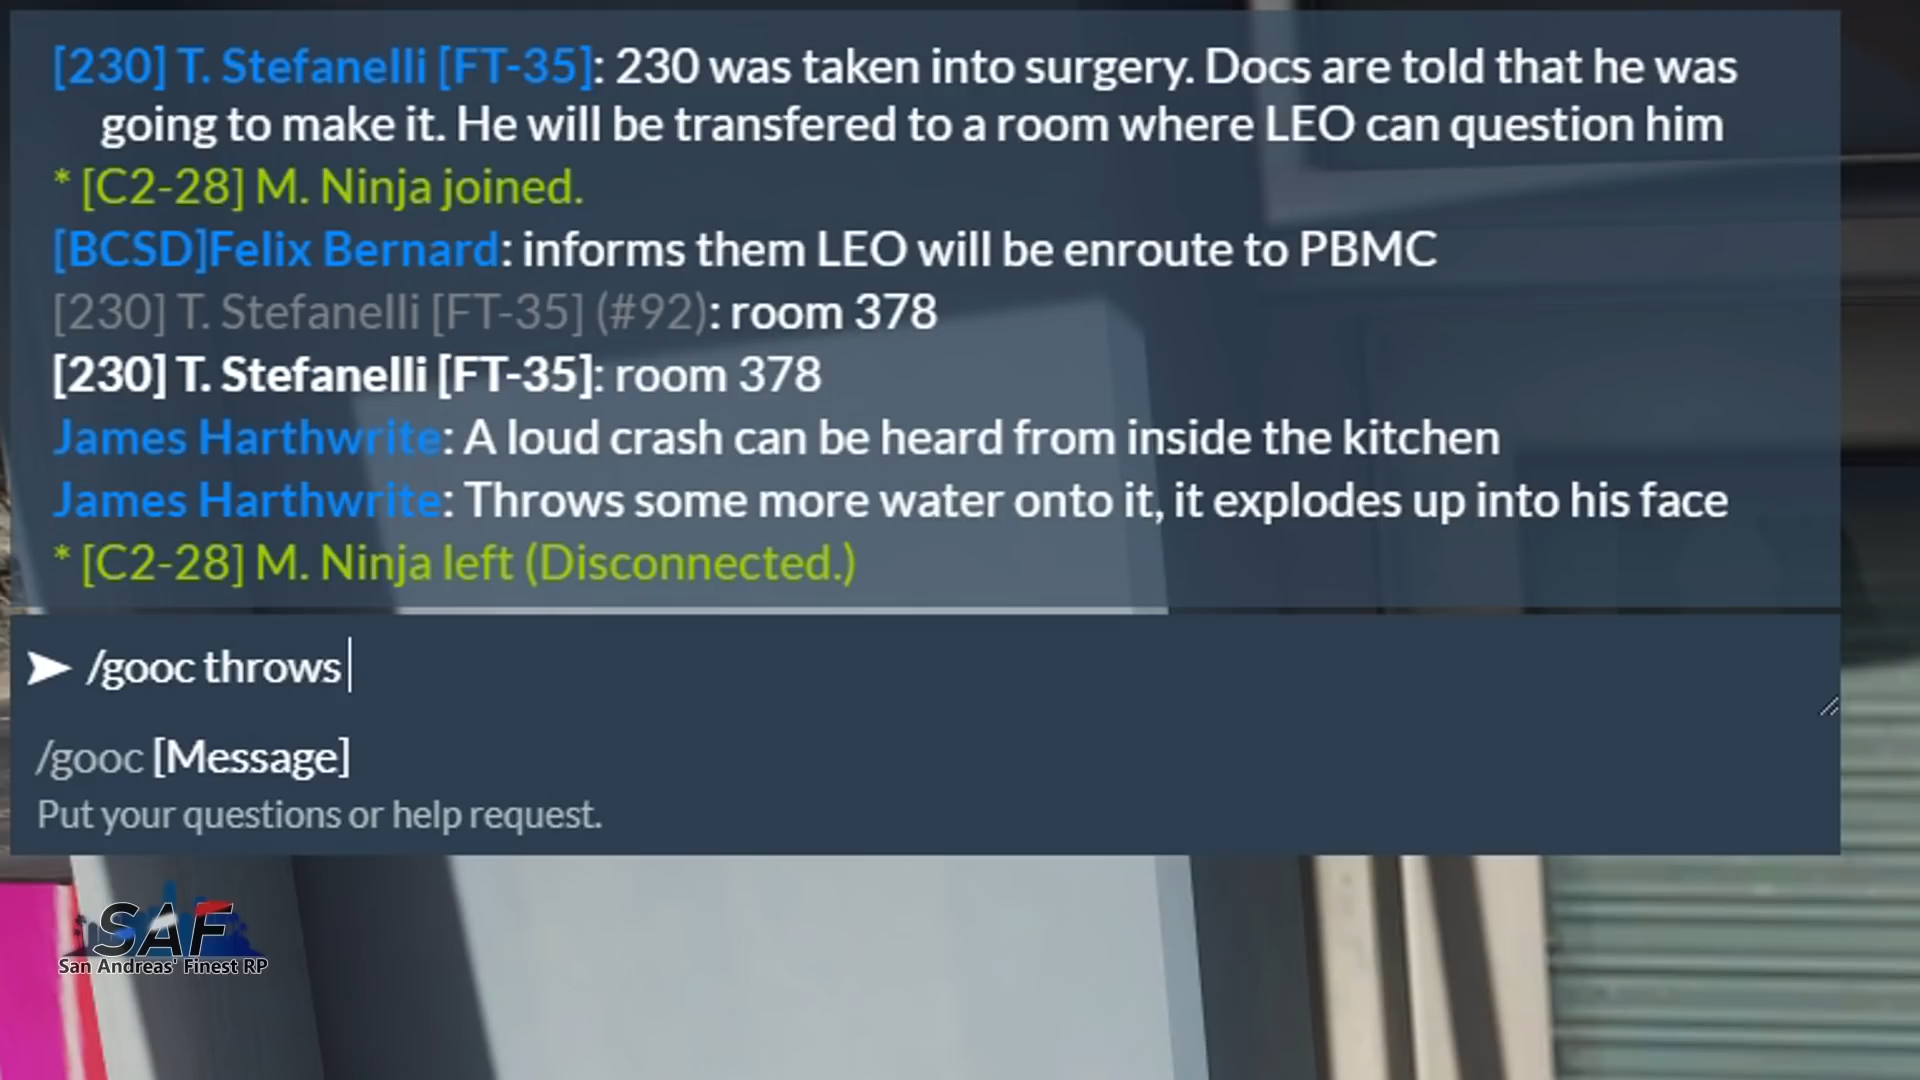 [230] T. Stefanelli [FT-35]: 230 was taken into surgery. Docs are told that he was
going to make it. He will be transfered to a room where LEO can question him
* [C2-28] M. Ninja joined.
[BCSD]Felix Bernard: informs them LEO will be enroute to PBMC
[230] T. Stefanelli [FT-35] (#92): room 378
[230] T. Stefanelli [FT-35]: room 378
James Harthwrite: A loud crash can be heard from inside the kitchen
James Harthwrite: Throws some more water onto it, it explodes up into his face
* [C2-28] M. Ninja left (Disconnected.)
/gooc throws
/gooc [Message]
Put your questions or help request.
SAF
San Andreas' Finest RP